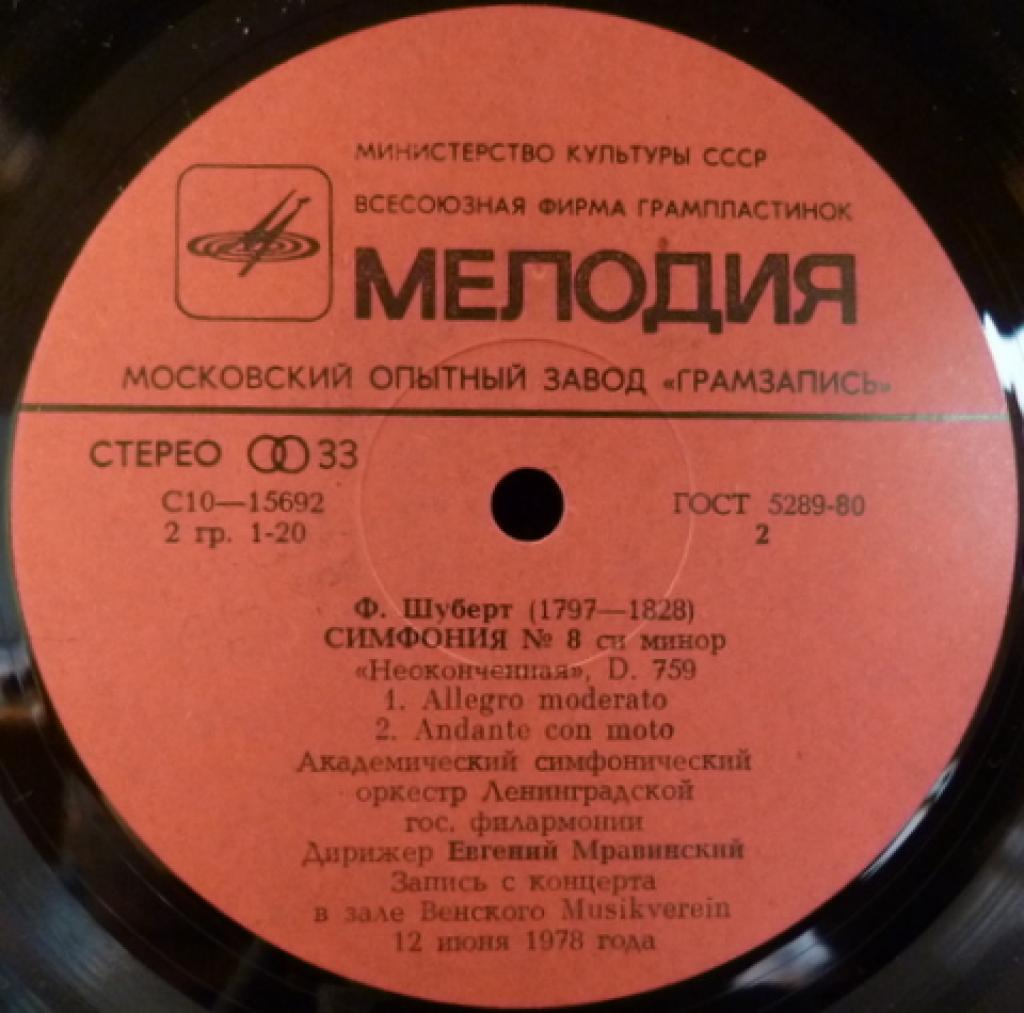 МИНИСТЕРСТВО КУЛЬТУРЫ СССР
ВСЕСОЮЗНАЯ ФИРМА ГРАМПЛАСТИНОК
МЕЛОДИЯ
МОСКОВСКИЙ ОПЫТНЫЙ ЗАВОД «ГРАМЗАПИСЬ»
СТЕРЕО 33
С10—15692
2 гр. 1-20
ГОСТ 5289-80
2
Ф. Шуберт (1797—1828)
СИМФОНИЯ № 8 си минор
«Неоконченная», D. 759
1. Allegro moderato
2. Andante con moto
Академический симфонический
оркестр Ленинградской
гос. филармонии
Дирижер Евгений Мравинский
Запись с концерта
в зале Венского Musikverein
12 июня 1978 года